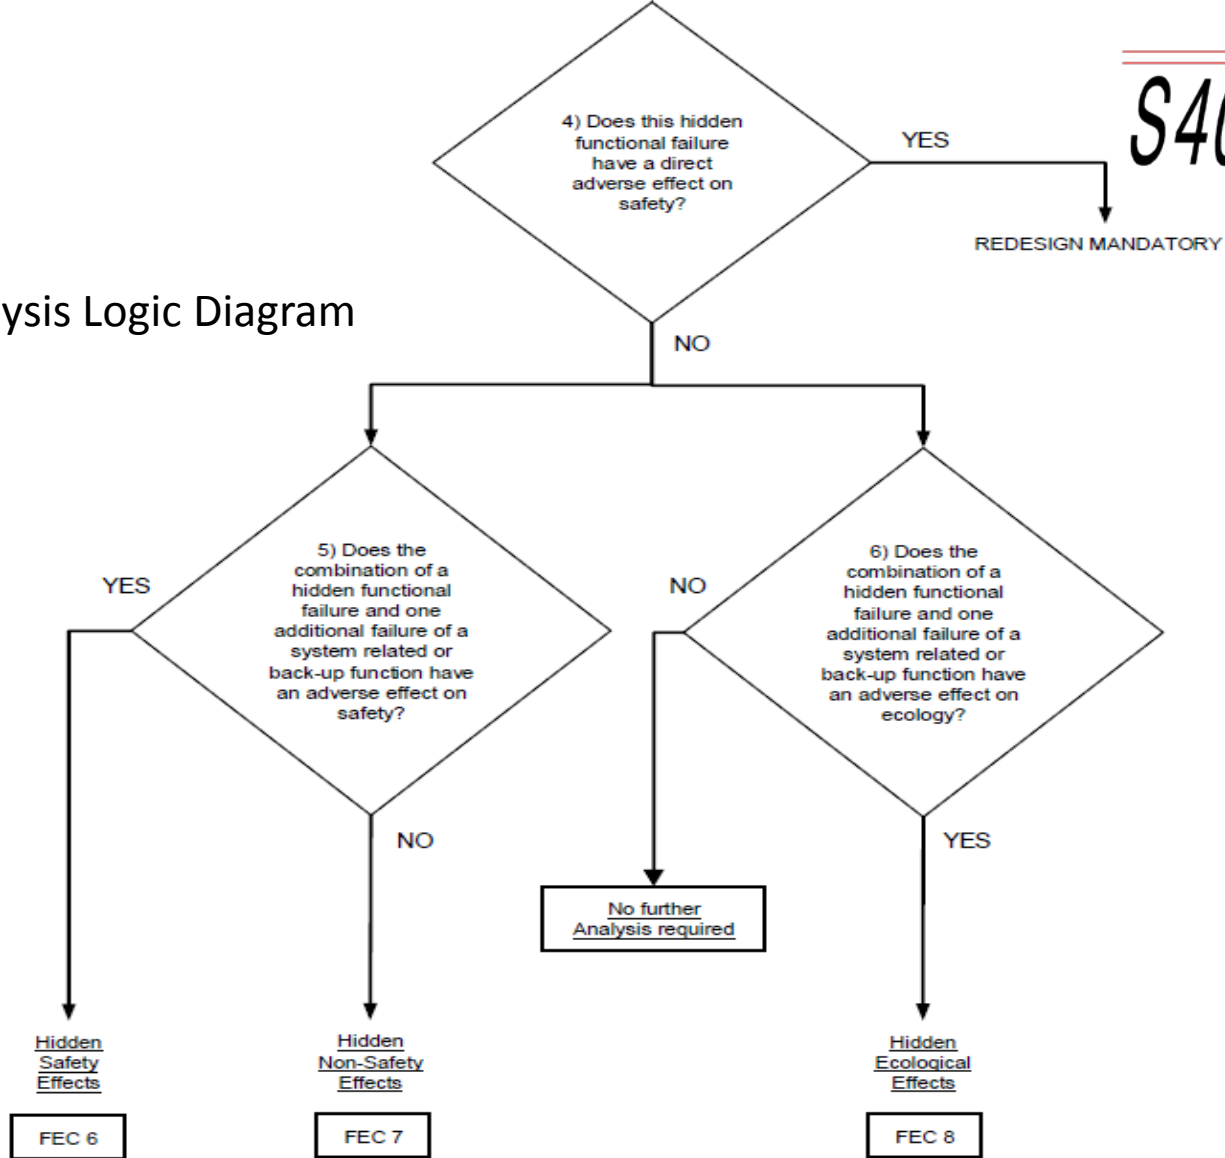 4) Does this hidden
functional failure
have a direct
adverse effect on
safety?
YES
S40
REDESIGN MANDATORY
ysis Logic Diagram
NO
5) Does the
combination of a
hidden functional
failure and one
additional failure of a
system related or
back-up function have
an adverse effect on
safety?
YES
6) Does the
combination of a
hidden functional
failure and one
additional failure of a
system related or
back-up function have
an adverse effect on
ecology?
NO
NO
YES
No further
Analysis required
Hidden
Safety
Effects
Hidden
Non-Safety
Effects
Hidden
Ecological
Effects
FEC 6
FEC 7
FEC 8